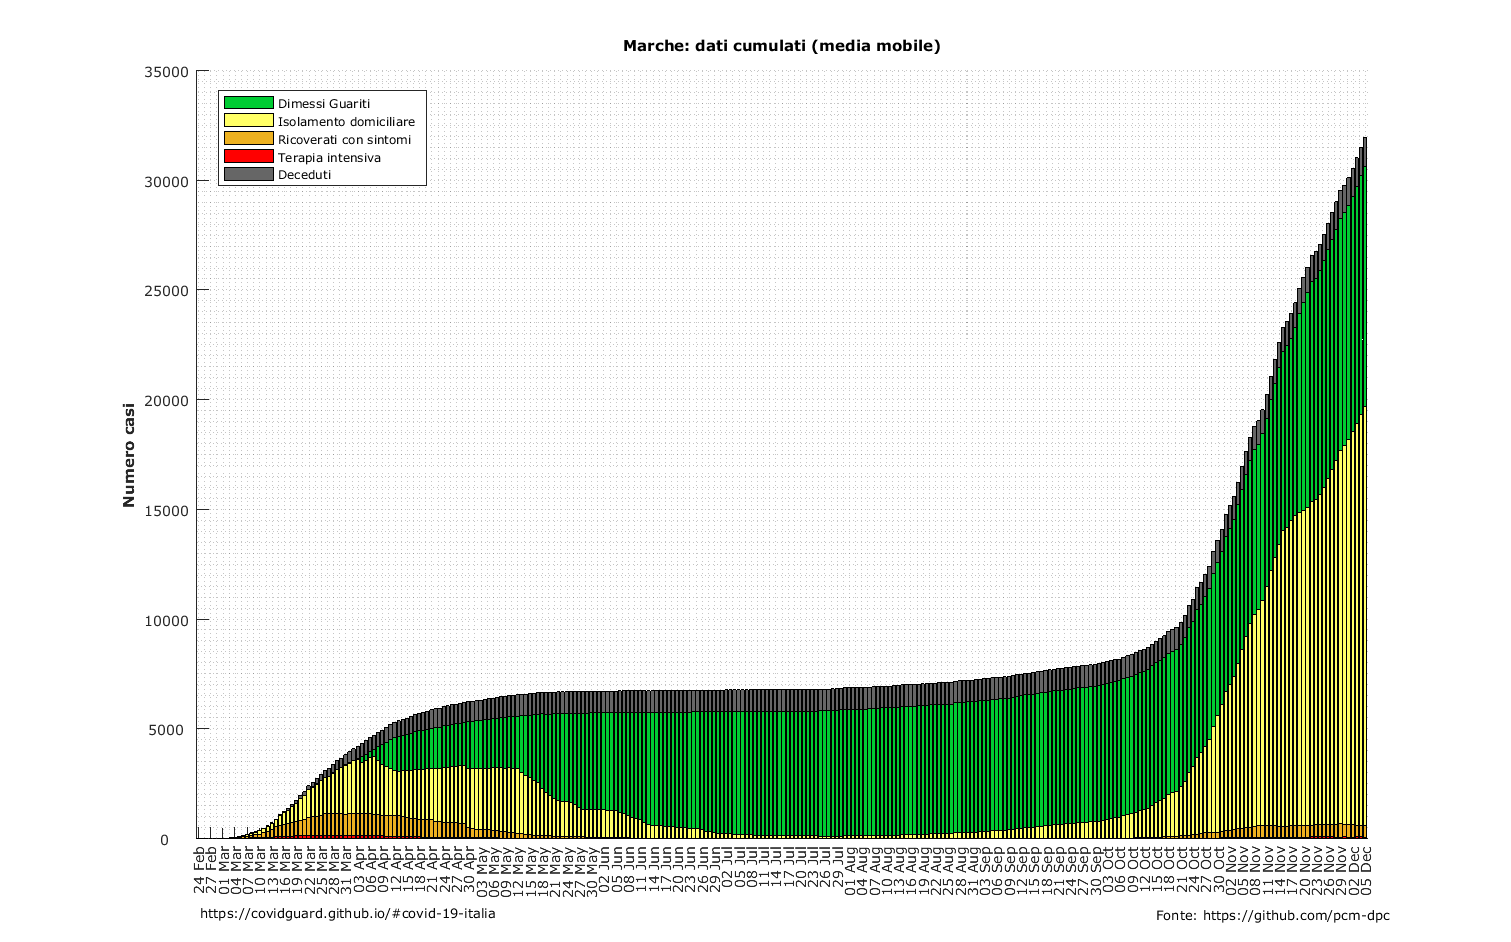 Marche: dati cumulati (media mobile)
35000
30000
25000
20000
15000
10000
5000
0
Numero casi
Dimessi Guariti
Isolamento domiciliare
Ricoverati con sintomi
Terapia intensiva
Deceduti
24 Feb
27 Feb
01 Mar
04 Mar
07 Mar
10 Mar
13 Mar
16 Mar
19 Mar
22 Mar
25 Mar
28 Mar
31 Mar
03 Apr
06 Apr
09 Apr
12 Apr
15 Apr
18 Apr
21 Apr
24 Apr
27 Apr
30 Apr
03 May
06 May
09 May
12 May
15 May
18 May
21 May
24 May
27 May
30 May
02 Jun
05 Jun
08 Jun
11 Jun
14 Jun
17 Jun
20 Jun
23 Jun
26 Jun
29 Jun
02 Jul
05 Jul
08 Jul
11 Jul
14 Jul
17 Jul
20 Jul
23 Jul
26 Jul
29 Jul
01 Aug
04 Aug
07 Aug
10 Aug
13 Aug
16 Aug
19 Aug
22 Aug
25 Aug
28 Aug
31 Aug
03 Sep
06 Sep
09 Sep
12 Sep
15 Sep
18 Sep
21 Sep
24 Sep
27 Sep
30 Sep
03 Oct
06 Oct
09 Oct
12 Oct
15 Oct
18 Oct
21 Oct
24 Oct
27 Oct
30 Oct
02 Nov
05 Nov
08 Nov
11 Nov
14 Nov
17 Nov
20 Nov
23 Nov
26 Nov
29 Nov
02 Dec
05 Dec
https://covidguard.github.io/#covid-19-italia
Fonte: https://github.com/pcm-dpc